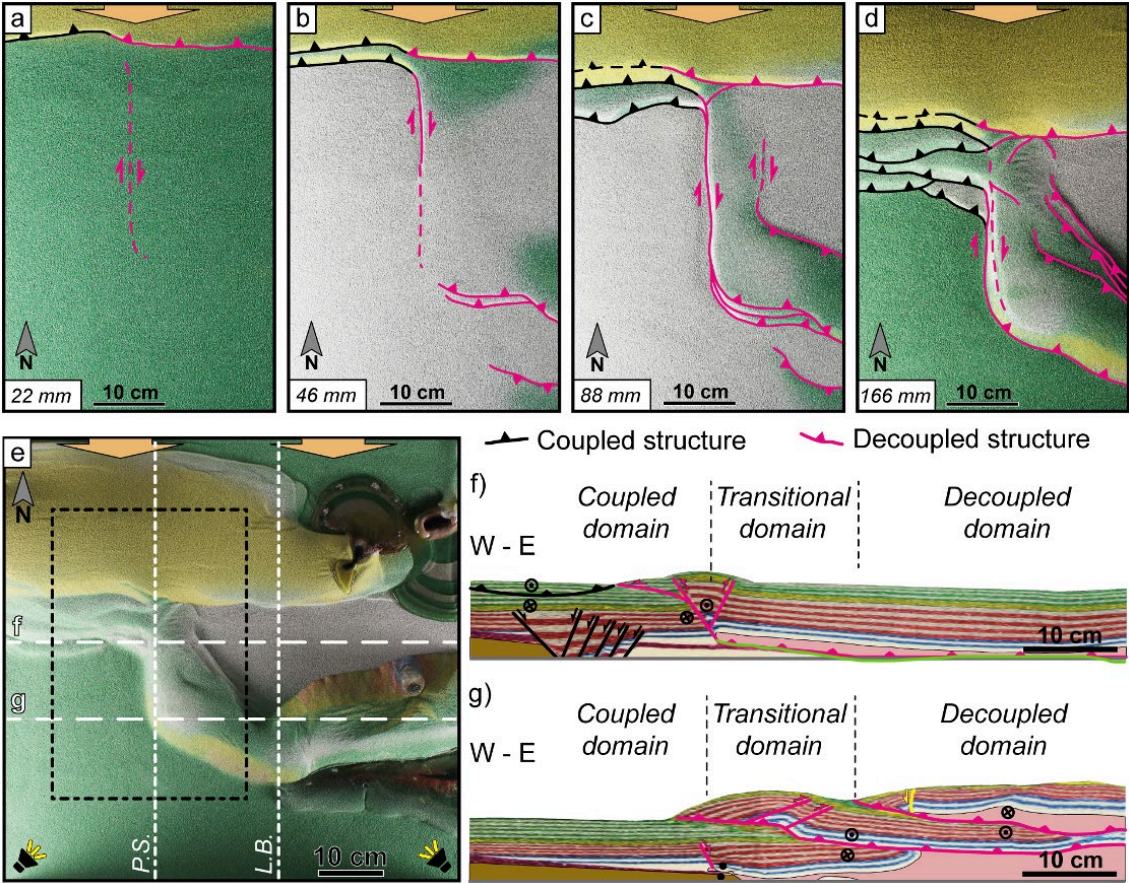 a
b
c
d
N
22 mm
10 cm
N
46 mm
10 cm
N
88 mm
10 cm
N
166 mm
10 cm
e
N
f
g
P.S.
L.B.
10 cm
Coupled structure
Decoupled structure
f)
Coupled domain
Transitional domain
Decoupled domain
W - E
10 cm
g)
Coupled domain
Transitional domain
Decoupled domain
W - E
10 cm